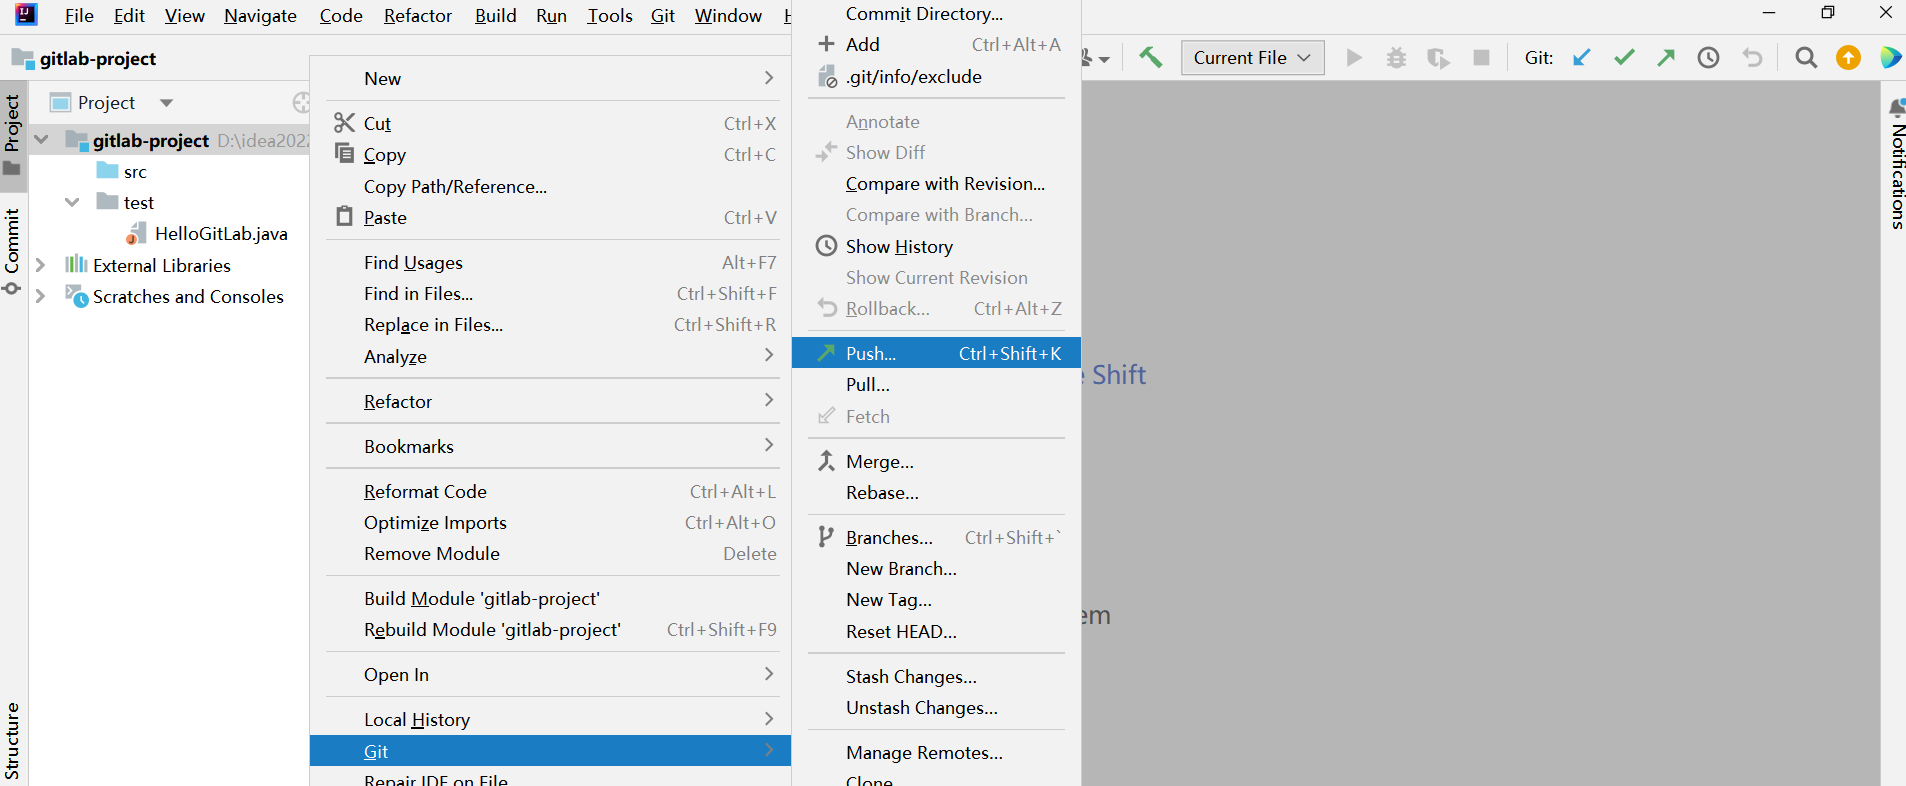 File Edit View Navigate Code Refactor Build Run Tools Git Window
gitlab-project
Current File
Git:
Project
gitlab-project D:\idea202
src
test
HelloGitLab.java
External Libraries
Scratches and Consoles
Project
Commit
Structure
New
Cut Ctrl+X
Copy Ctrl+C
Copy Path/Reference...
Paste Ctrl+V
Find Usages Alt+F7
Find in Files... Ctrl+Shift+F
Replace in Files... Ctrl+Shift+R
Analyze
Refactor
Bookmarks
Reformat Code Ctrl+Alt+L
Optimize Imports Ctrl+Alt+O
Remove Module Delete
Build Module 'gitlab-project'
Rebuild Module 'gitlab-project' Ctrl+Shift+F9
Open In
Local History
Git
Repair IDE on File
Commit Directory...
Add Ctrl+Alt+A
.git/info/exclude
Annotate
Show Diff
Compare with Revision...
Compare with Branch...
Show History
Show Current Revision
Rollback... Ctrl+Alt+Z
Push... Ctrl+Shift+K
Pull...
Fetch
Merge...
Rebase...
Branches... Ctrl+Shift+`
New Branch...
New Tag...
Reset HEAD...
Stash Changes...
Unstash Changes...
Manage Remotes...
Clone
Shift
em
Notifications